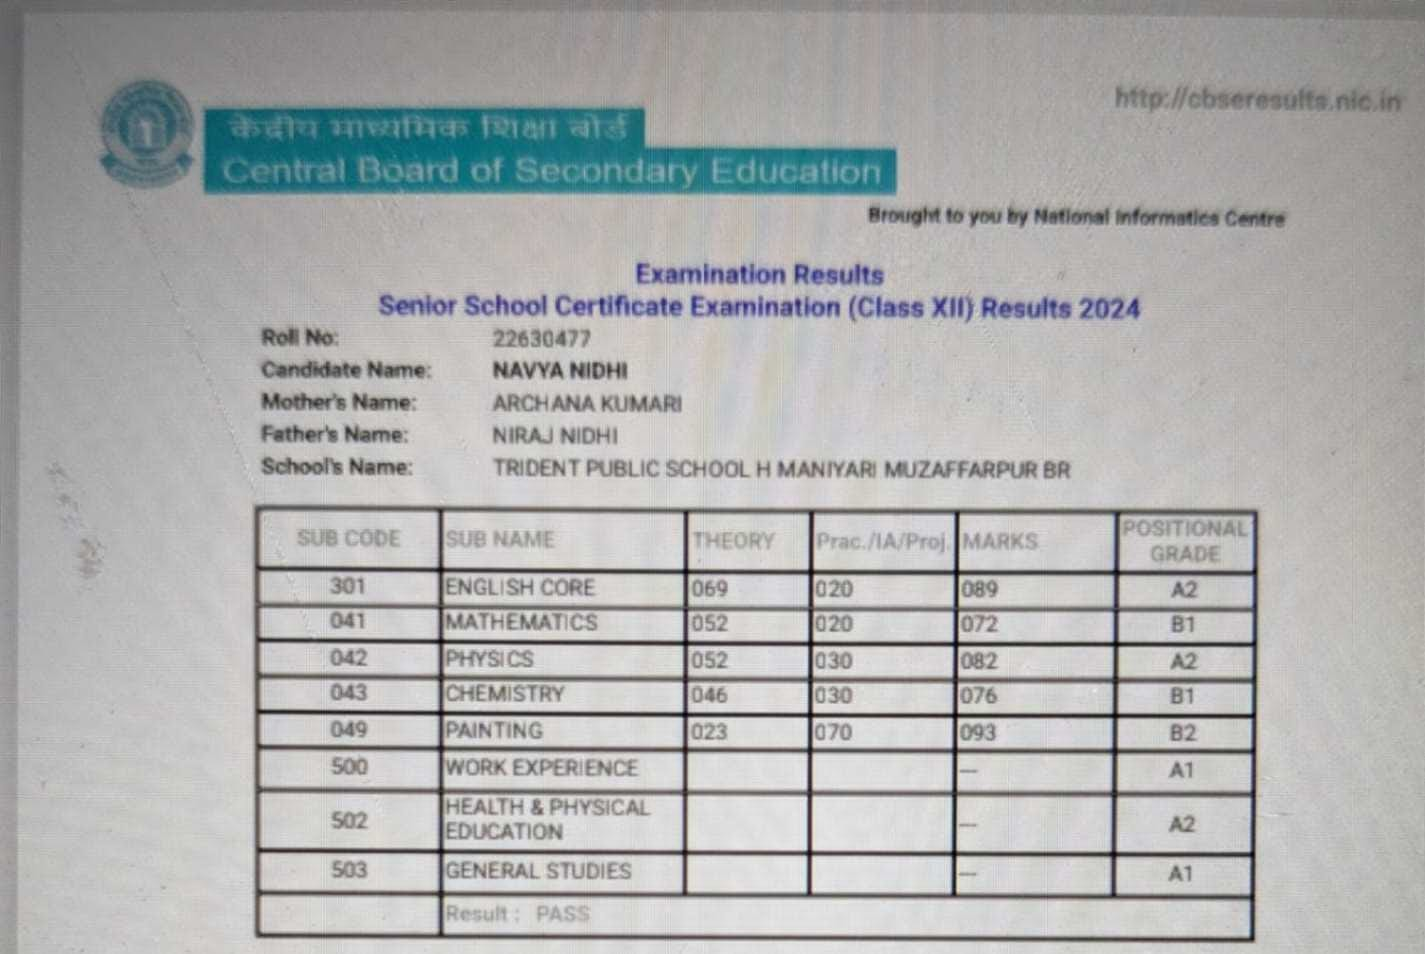 http://cbseresults.nic.in
केन्द्रीय माध्यमिक शिक्षा बोर्ड
Central Board of Secondary Education
Brought to you by National Informatics Centre
Examination Results
Senior School Certificate Examination (Class XII) Results 2024
Roll No: 22630477
Candidate Name: NAVYA NIDHI
Mother's Name: ARCHANA KUMARI
Father's Name: NIRAJ NIDHI
School's Name: TRIDENT PUBLIC SCHOOL H MANIYARI MUZAFFARPUR BR
SUB CODE SUB NAME THEORY Prac./IA/Proj. MARKS POSITIONAL GRADE
301 ENGLISH CORE 069 020 089 A2
041 MATHEMATICS 052 020 072 B1
042 PHYSICS 052 030 082 A2
043 CHEMISTRY 046 030 076 B1
049 PAINTING 023 070 093 B2
500 WORK EXPERIENCE --- A1
502 HEALTH & PHYSICAL EDUCATION --- A2
503 GENERAL STUDIES --- A1
Result : PASS